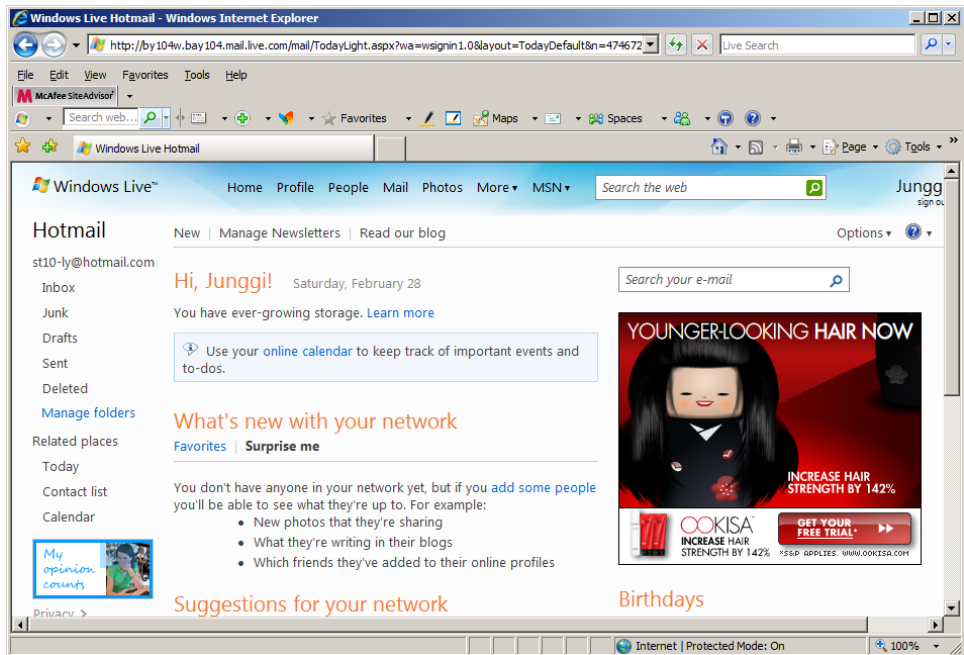 Windows Live Hotmail - Windows Internet Explorer
http://by104w.bay104.mail.live.com/mail/TodayLight.aspx?wa=wsignin1.0&layout=TodayDefault&n=474672
Live Search
File Edit View Favorites Tools Help
McAfee SiteAdvisor
Search web... Favorites Maps Spaces
Windows Live Hotmail Page Tools
Windows Live™ Home Profile People Mail Photos More MSN Search the web Jungg
sign ou
Hotmail
New | Manage Newsletters | Read our blog Options
st10-ly@hotmail.com
Inbox
Junk
Drafts
Sent
Deleted
Manage folders
Related places
Today
Contact list
Calendar
My
opinion
counts
Privacy
Hi, Junggi! Saturday, February 28
You have ever-growing storage. Learn more
Use your online calendar to keep track of important events and
to-dos.
What's new with your network
Favorites | Surprise me
You don't have anyone in your network yet, but if you add some people
you'll be able to see what they're up to. For example:
• New photos that they're sharing
• What they're writing in their blogs
• Which friends they've added to their online profiles
Suggestions for your network
Search your e-mail
YOUNGER-LOOKING HAIR NOW
INCREASE HAIR
STRENGTH BY 142%
OOKISA™
INCREASE HAIR
STRENGTH BY 142%
GET YOUR
FREE TRIAL*
*S&P APPLIES. WWW.OOKISA.COM
Birthdays
Internet | Protected Mode: On 100%